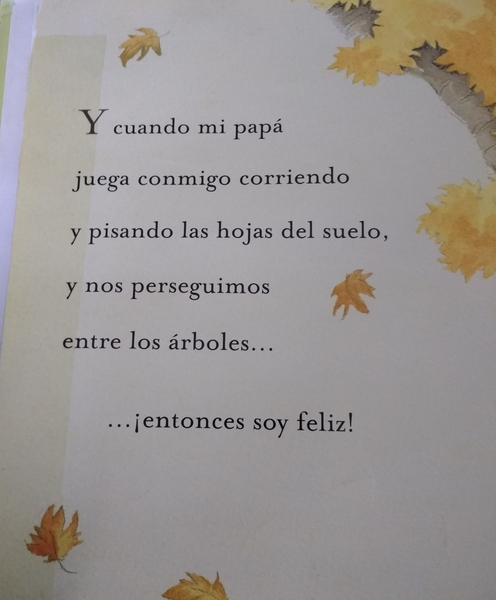 Y cuando mi papá
juega conmigo corriendo
y pisando las hojas del suelo,
y nos perseguimos
entre los árboles...
...¡entonces soy feliz!